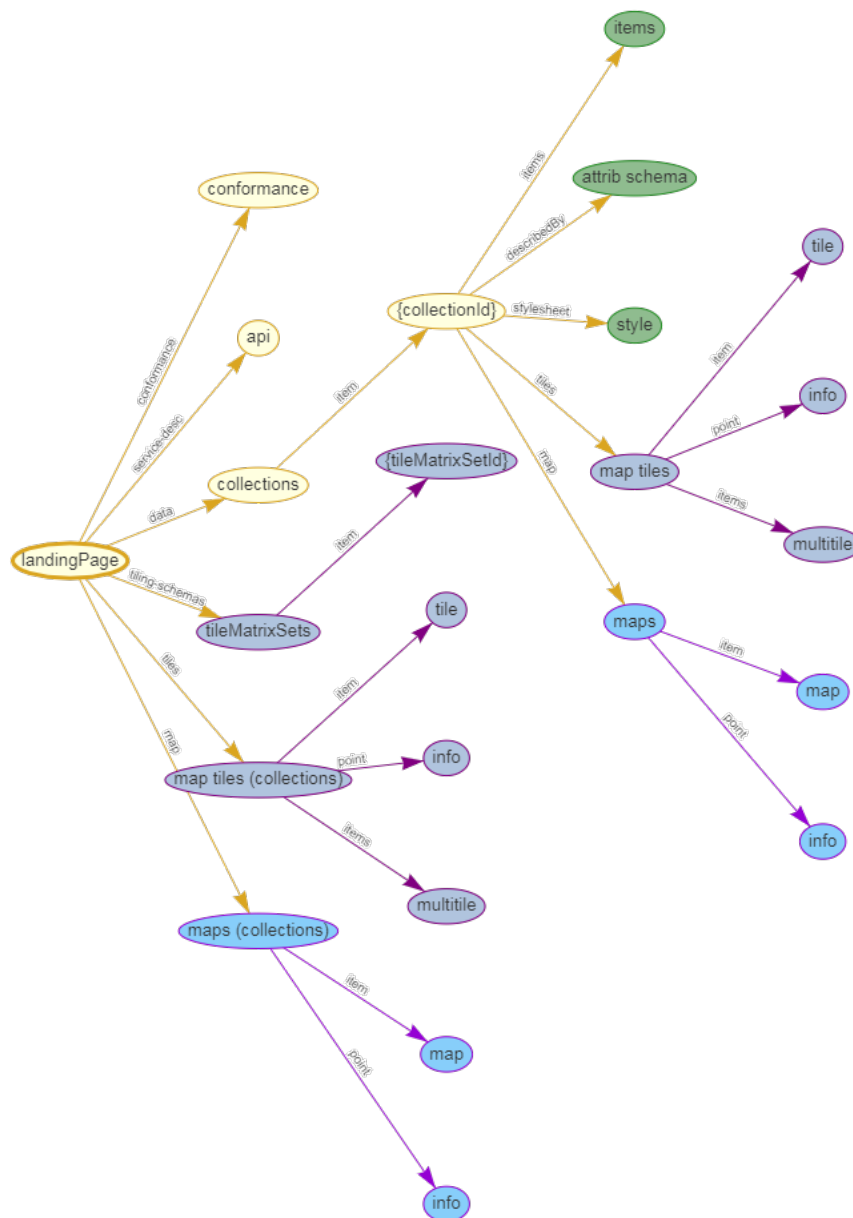 items
items
conformance
attrib schema
describedBy
tile
{collectionId}
stylesheet
style
api
conformance
item
service-desc
item
tiles
info
point
map
{tileMatrixSetId}
map tiles
collections
data
items
item
multitile
landingPage
tiling-schemas
tileMatrixSets
tile
maps
item
tiles
item
map
map
point
point
info
map tiles (collections)
items
info
multitile
maps (collections)
item
point
map
info